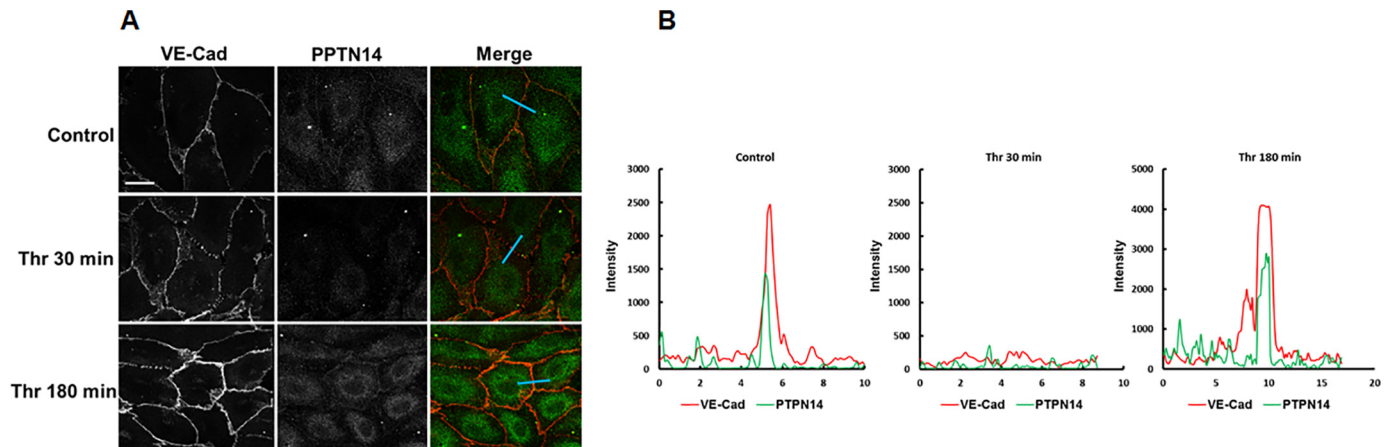 A
B
VE-Cad PPTN14 Merge
Control
Thr 30 min
Thr 180 min
Control
3000
2500
2000
1500
1000
500
0
Intensity
0 2 4 6 8 10
VE-Cad PTPN14
Thr 30 min
3000
2500
2000
1500
1000
500
0
Intensity
0 2 4 6 8 10
VE-Cad PTPN14
Thr 180 min
5000
4000
3000
2000
1000
0
Intensity
0 5 10 15 20
VE-Cad PTPN14